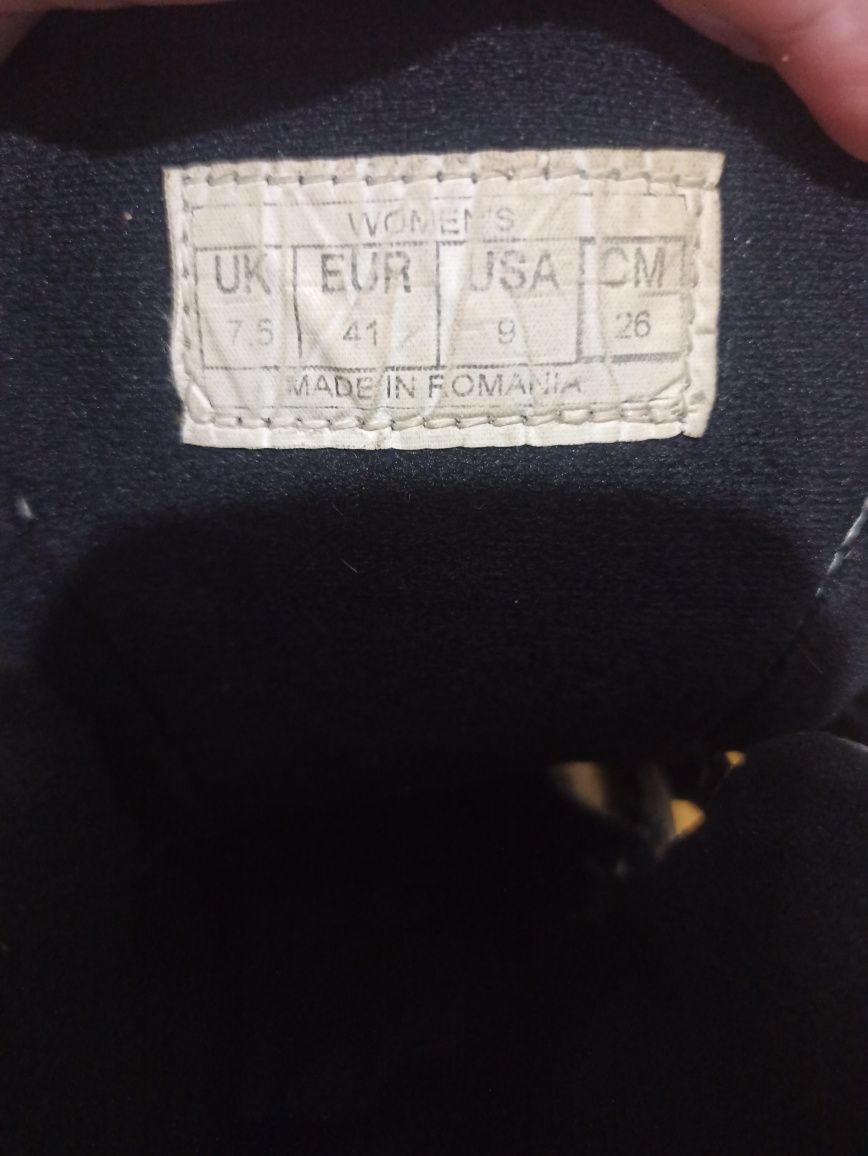 WOMEN'S
UK EUR USA CM
7.5 41 9 26
MADE IN ROMANIA